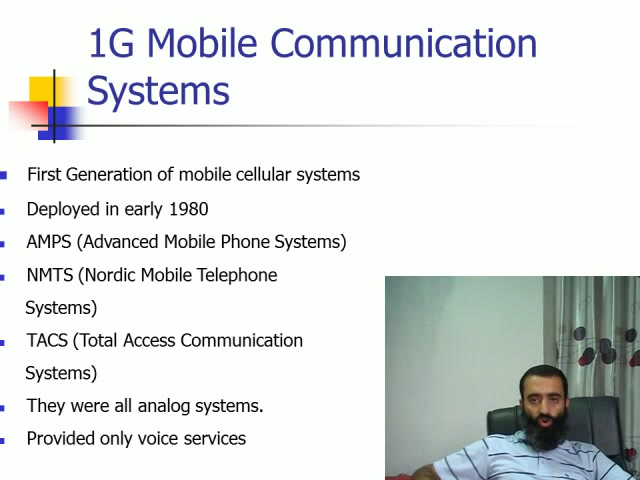 1G Mobile Communication
Systems
First Generation of mobile cellular systems
Deployed in early 1980
AMPS (Advanced Mobile Phone Systems)
NMTS (Nordic Mobile Telephone
Systems)
TACS (Total Access Communication
Systems)
They were all analog systems.
Provided only voice services